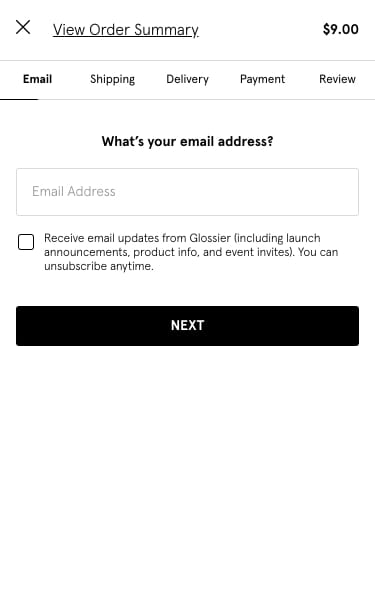 View Order Summary $9.00
Email Shipping Delivery Payment Review
What's your email address?
Email Address
Receive email updates from Glossier (including launch
announcements, product info, and event invites). You can
unsubscribe anytime.
NEXT